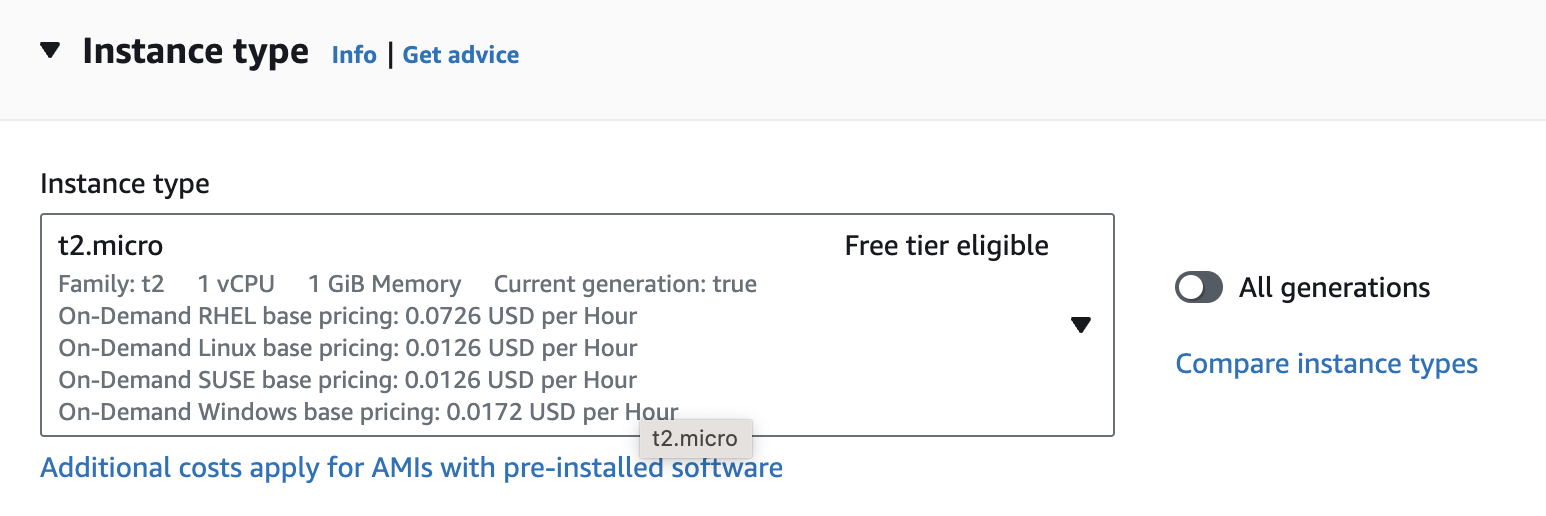 Instance type Info | Get advice
Instance type
t2.micro Free tier eligible
Family: t2 1 vCPU 1 GiB Memory Current generation: true
On-Demand RHEL base pricing: 0.0726 USD per Hour
On-Demand Linux base pricing: 0.0126 USD per Hour
On-Demand SUSE base pricing: 0.0126 USD per Hour
On-Demand Windows base pricing: 0.0172 USD per Hour
All generations
Compare instance types
t2.micro
Additional costs apply for AMIs with pre-installed software